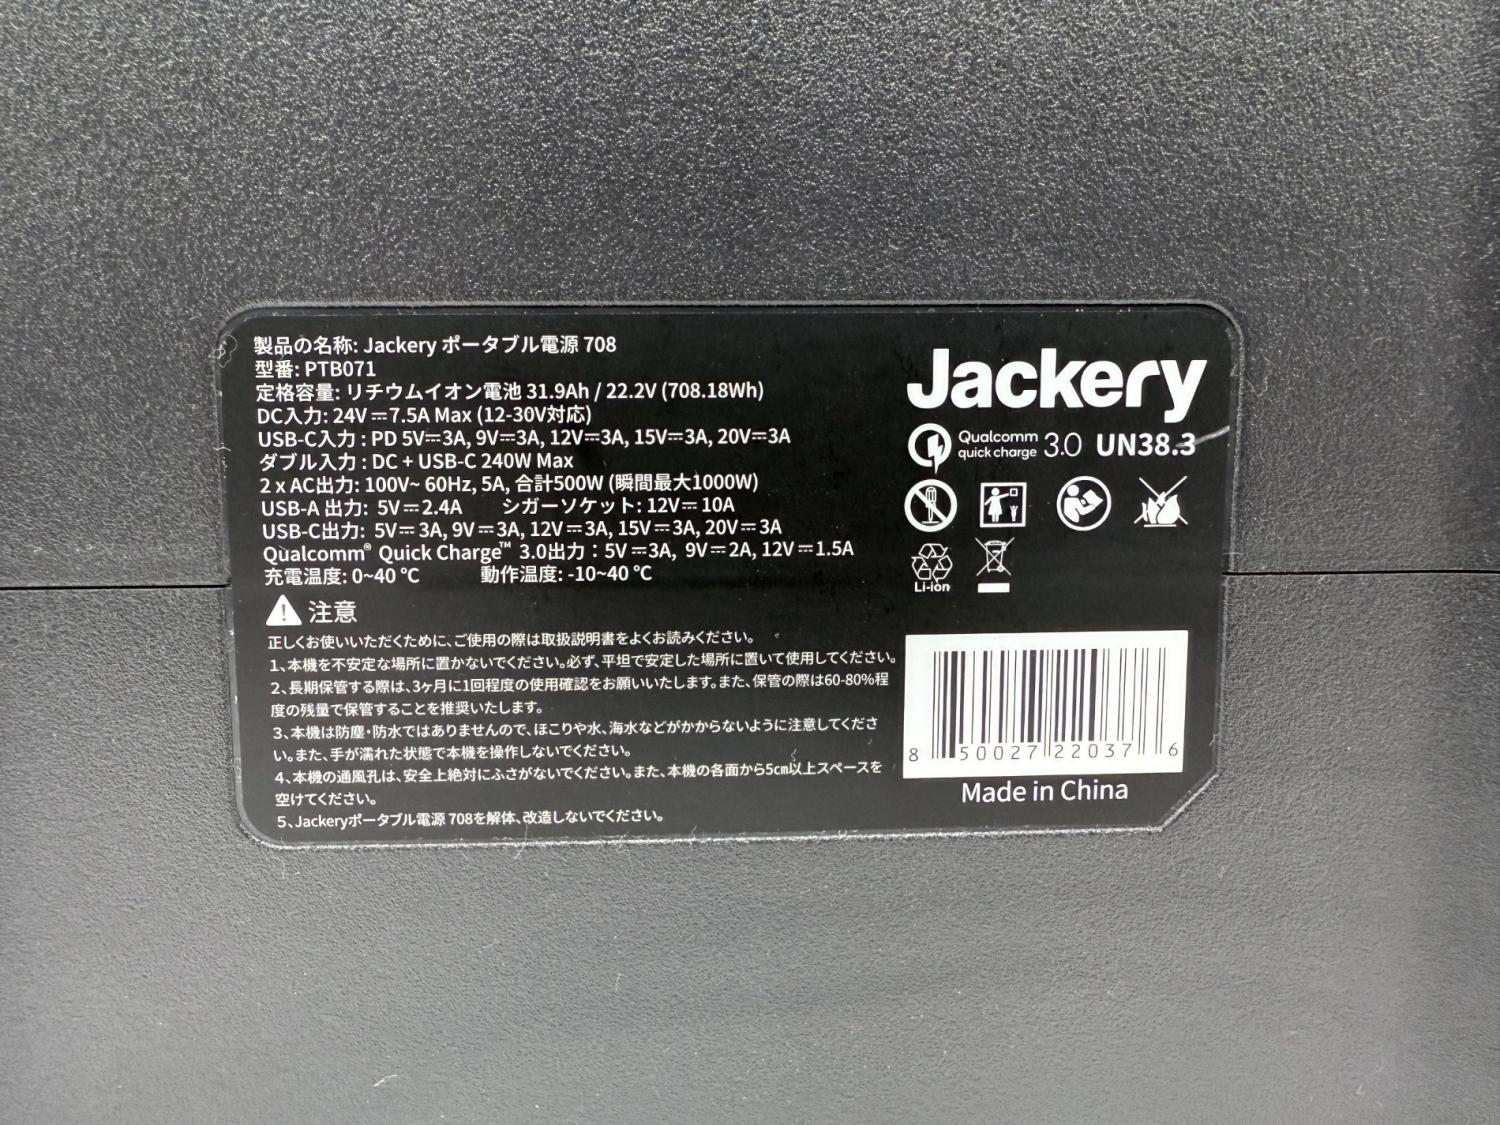 製品の名称: Jackery ポータブル電源 708
型番: PTB071
定格容量: リチウムイオン電池 31.9Ah / 22.2V (708.18Wh)
DC入力: 24V⎓7.5A Max (12-30V対応)
USB-C入力 : PD 5V⎓3A, 9V⎓3A, 12V⎓3A, 15V⎓3A, 20V⎓3A
ダブル入力 : DC + USB-C 240W Max
2 x AC出力: 100V~ 60Hz, 5A, 合計500W (瞬間最大1000W)
USB-A 出力: 5V⎓2.4A シガーソケット: 12V⎓10A
USB-C出力: 5V⎓3A, 9V⎓3A, 12V⎓3A, 15V⎓3A, 20V⎓3A
Qualcomm® Quick Charge™ 3.0出力：5V⎓3A, 9V⎓2A, 12V⎓1.5A
充電温度: 0~40 ℃ 動作温度: -10~40 ℃
注意
正しくお使いいただくために、ご使用の際は取扱説明書をよくお読みください。
1、本機を不安定な場所に置かないでください。必ず、平坦で安定した場所に置いて使用してください。
2、長期保管する際は、3ヶ月に1回程度の使用確認をお願いいたします。また、保管の際は60-80%程
度の残量で保管することを推奨いたします。
3、本機は防塵・防水ではありませんので、ほこりや水、海水などがかからないように注意してくださ
い。また、手が濡れた状態で本機を操作しないでください。
4、本機の通風孔は、安全上絶対にふさがないでください。また、本機の各面から5㎝以上スペースを
空けてください。
5、Jackeryポータブル電源 708を解体、改造しないでください。
Jackery
Qualcomm
quick charge 3.0 UN38.3
Li-ion
8 50027 22037 6
Made in China